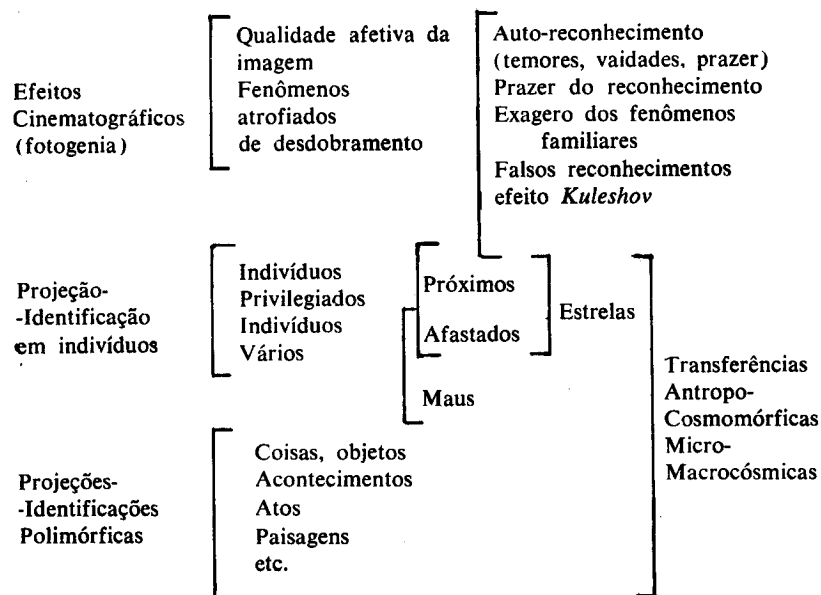 Efeitos
Cinematográficos
(fotogenia)
Qualidade afetiva da
imagem
Fenômenos
atrofiados
de desdobramento
Auto-reconhecimento
(temores, vaidades, prazer)
Prazer do reconhecimento
Exagero dos fenômenos
familiares
Falsos reconhecimentos
efeito Kuleshov
Projeção-
-Identificação
em indivíduos
Indivíduos
Privilegiados
Indivíduos
Vários
Próximos
Afastados
Maus
Estrelas
Projeções-
-Identificações
Polimórficas
Coisas, objetos
Acontecimentos
Atos
Paisagens
etc.
Transferências
Antropo-
Cosmomórficas
Micro-
Macrocósmicas